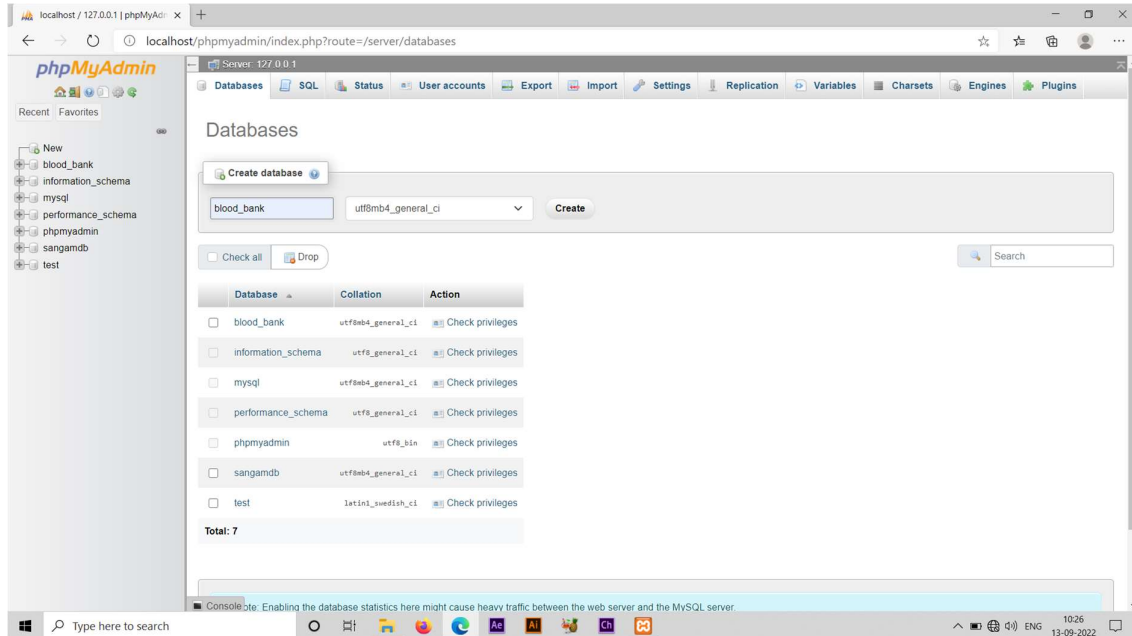 localhost / 127.0.0.1 | phpMyAdm
localhost/phpmyadmin/index.php?route=/server/databases
phpMyAdmin
Recent Favorites
New
blood_bank
information_schema
mysql
performance_schema
phpmyadmin
sangamdb
test
Server: 127.0.0.1
Databases SQL Status User accounts Export Import Settings Replication Variables Charsets Engines Plugins
Databases
Create database
blood_bank utf8mb4_general_ci Create
Check all Drop Search
Database Collation Action
blood_bank utf8mb4_general_ci Check privileges
information_schema utf8_general_ci Check privileges
mysql utf8mb4_general_ci Check privileges
performance_schema utf8_general_ci Check privileges
phpmyadmin utf8_bin Check privileges
sangamdb utf8mb4_general_ci Check privileges
test latin1_swedish_ci Check privileges
Total: 7
Console ote: Enabling the database statistics here might cause heavy traffic between the web server and the MySQL server.
Type here to search Ae Ai Ch ENG 10:26
13-09-2022